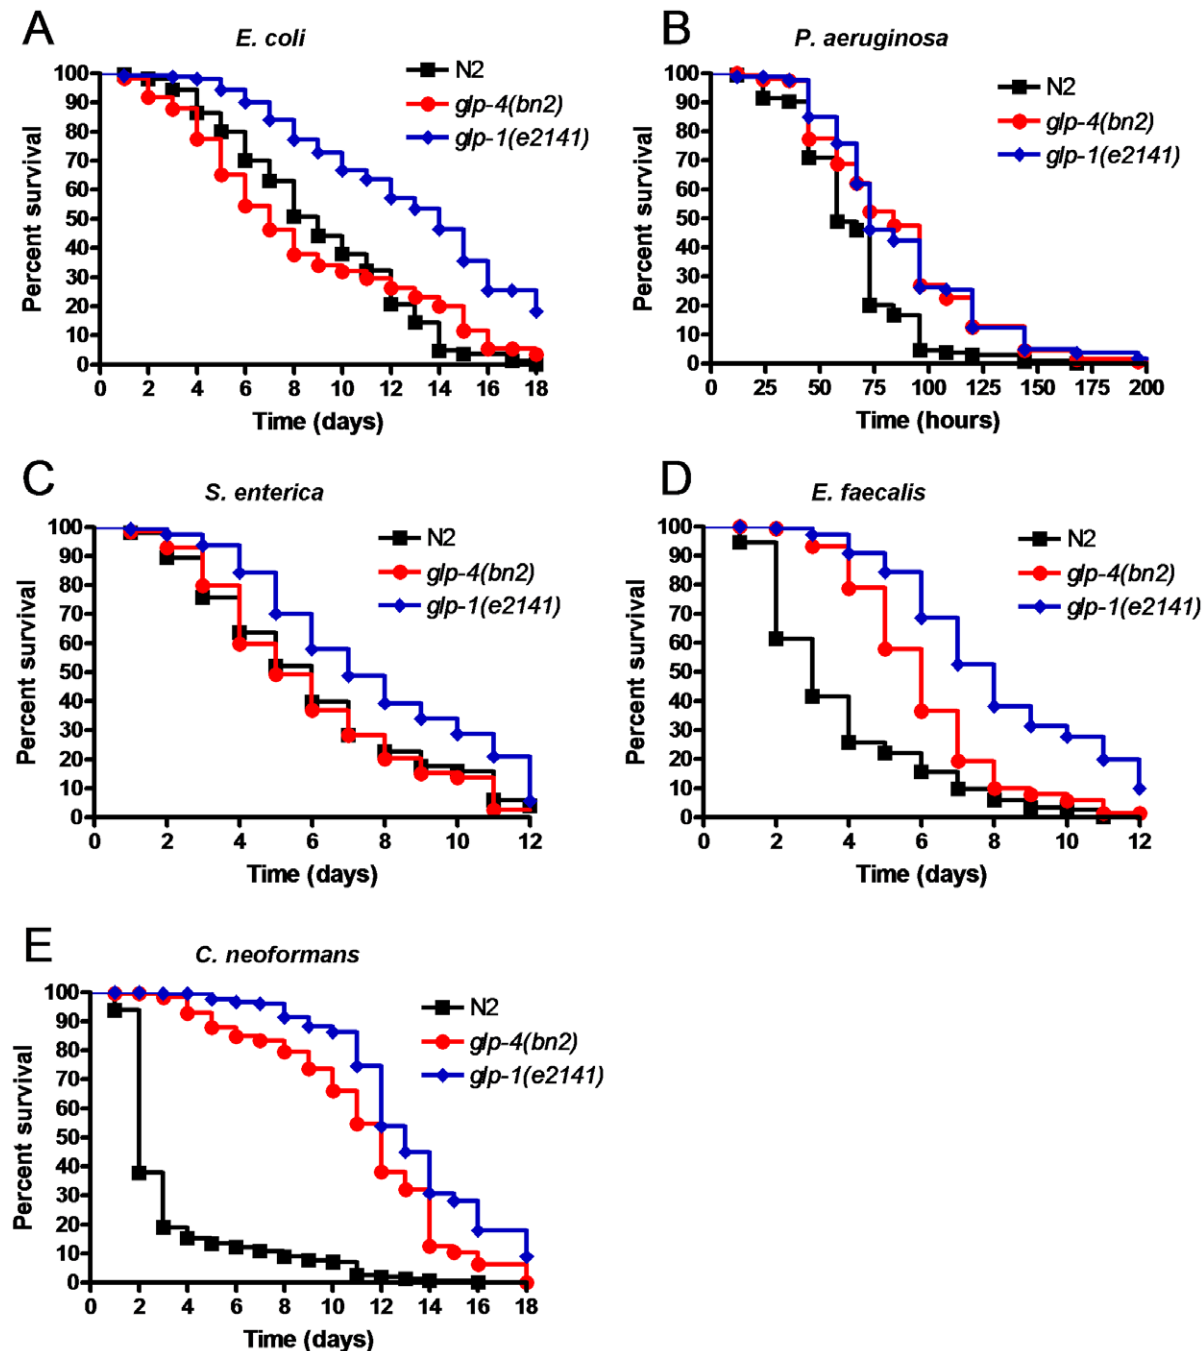 A
E. coli
N2
glp-4(bn2)
glp-1(e2141)
Percent survival
100
90
80
70
60
50
40
30
20
10
0
0 2 4 6 8 10 12 14 16 18
Time (days)
B
P. aeruginosa
N2
glp-4(bn2)
glp-1(e2141)
Percent survival
100
90
80
70
60
50
40
30
20
10
0
0 25 50 75 100 125 150 175 200
Time (hours)
C
S. enterica
N2
glp-4(bn2)
glp-1(e2141)
Percent survival
100
90
80
70
60
50
40
30
20
10
0
0 2 4 6 8 10 12
Time (days)
D
E. faecalis
N2
glp-4(bn2)
glp-1(e2141)
Percent survival
100
90
80
70
60
50
40
30
20
10
0
0 2 4 6 8 10 12
Time (days)
E
C. neoformans
N2
glp-4(bn2)
glp-1(e2141)
Percent survival
100
90
80
70
60
50
40
30
20
10
0
0 2 4 6 8 10 12 14 16 18
Time (days)